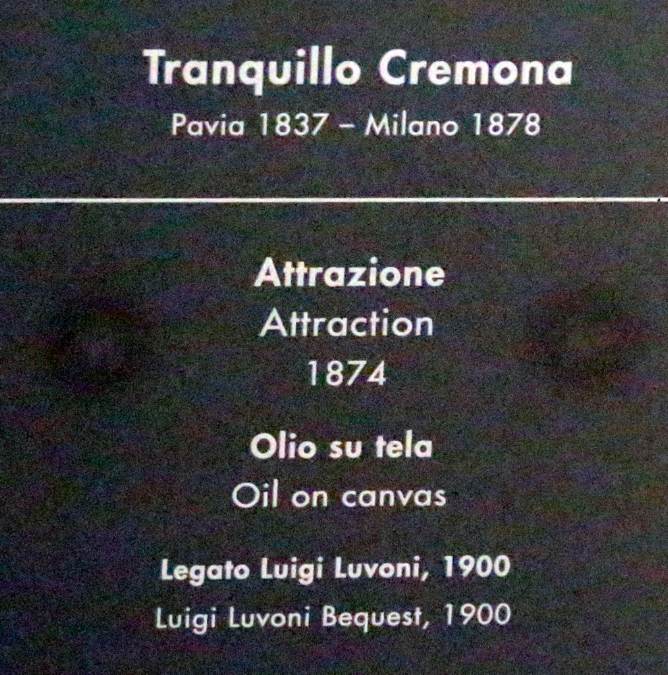 Tranquillo Cremona
Pavia 1837 – Milano 1878
Attrazione
Attraction
1874
Olio su tela
Oil on canvas
Legato Luigi Luvoni, 1900
Luigi Luvoni Bequest, 1900